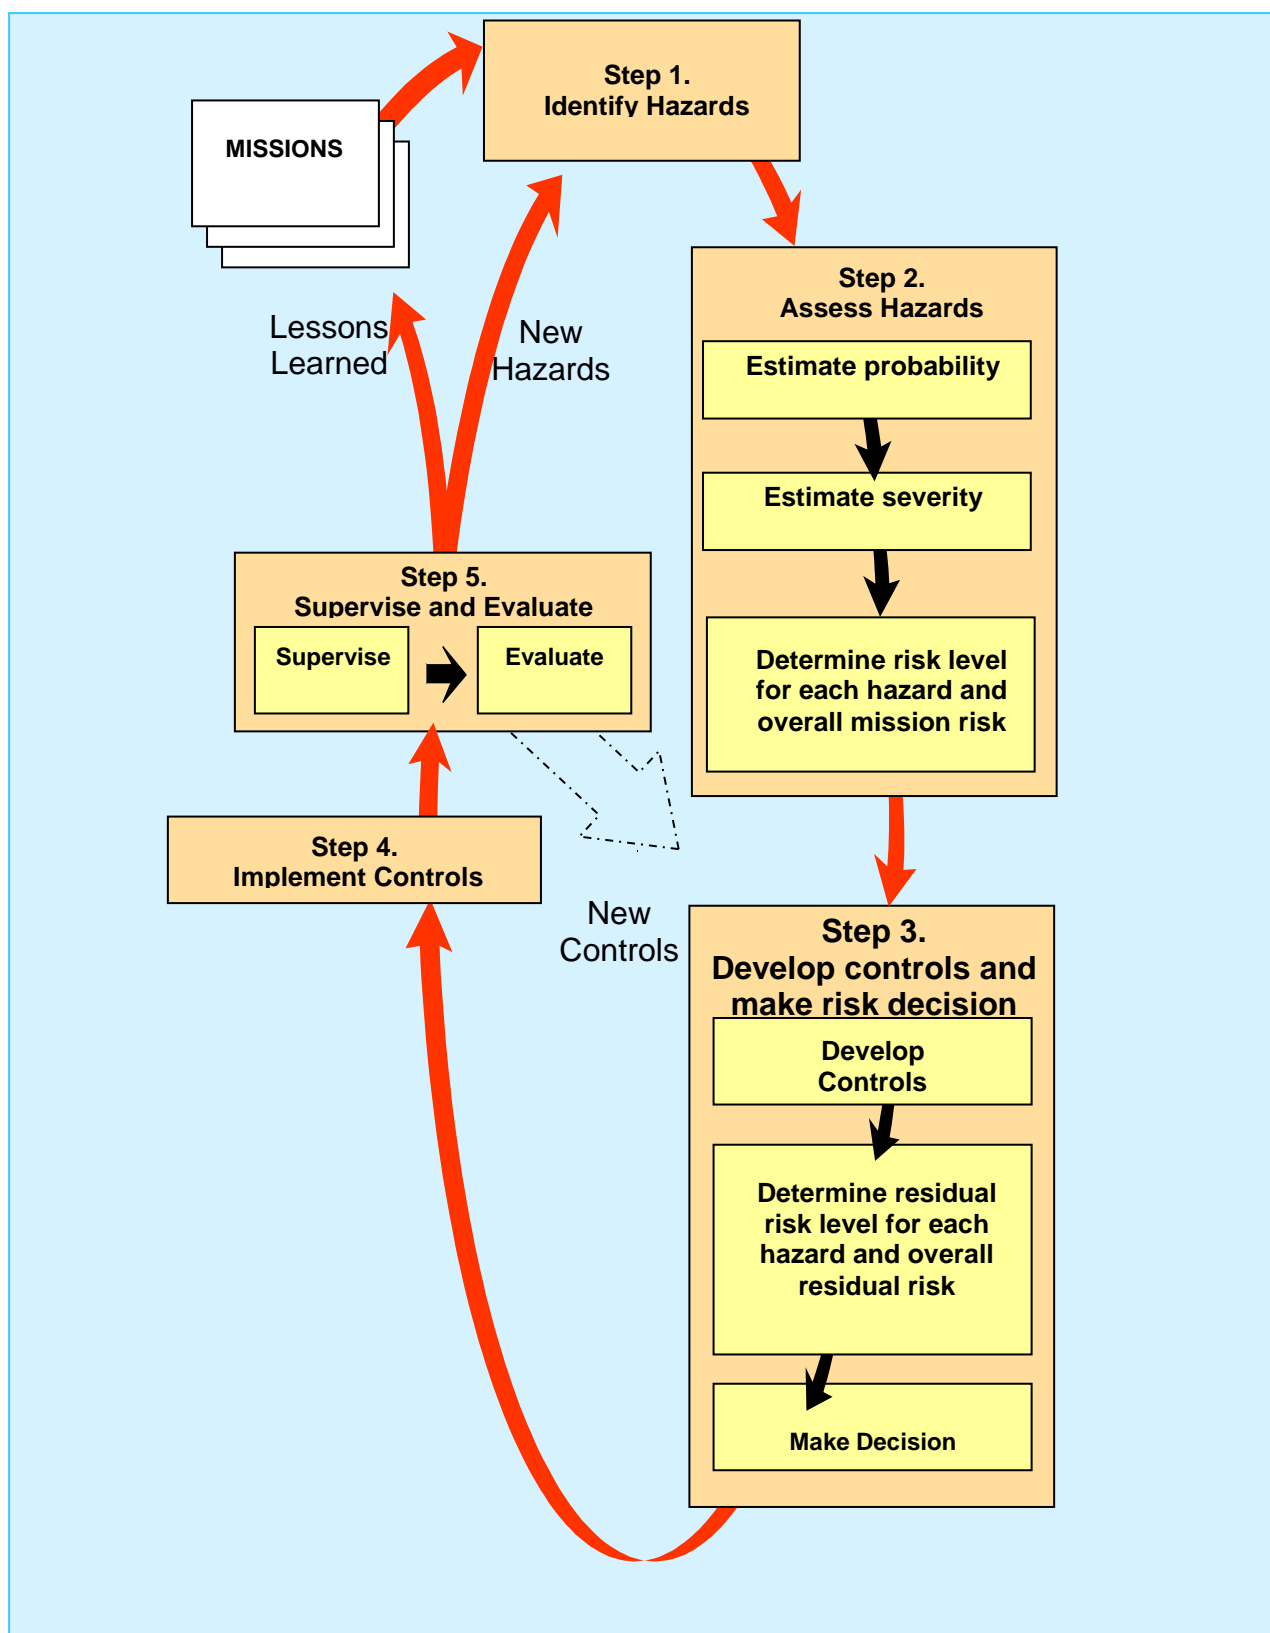 Step 1.
Identify Hazards
MISSIONS
Step 2.
Assess Hazards
Estimate probability
Estimate severity
Determine risk level
for each hazard and
overall mission risk
Lessons
Learned
New
Hazards
Step 5.
Supervise and Evaluate
Supervise
Evaluate
Step 4.
Implement Controls
New
Controls
Step 3.
Develop controls and
make risk decision
Develop
Controls
Determine residual
risk level for each
hazard and overall
residual risk
Make Decision